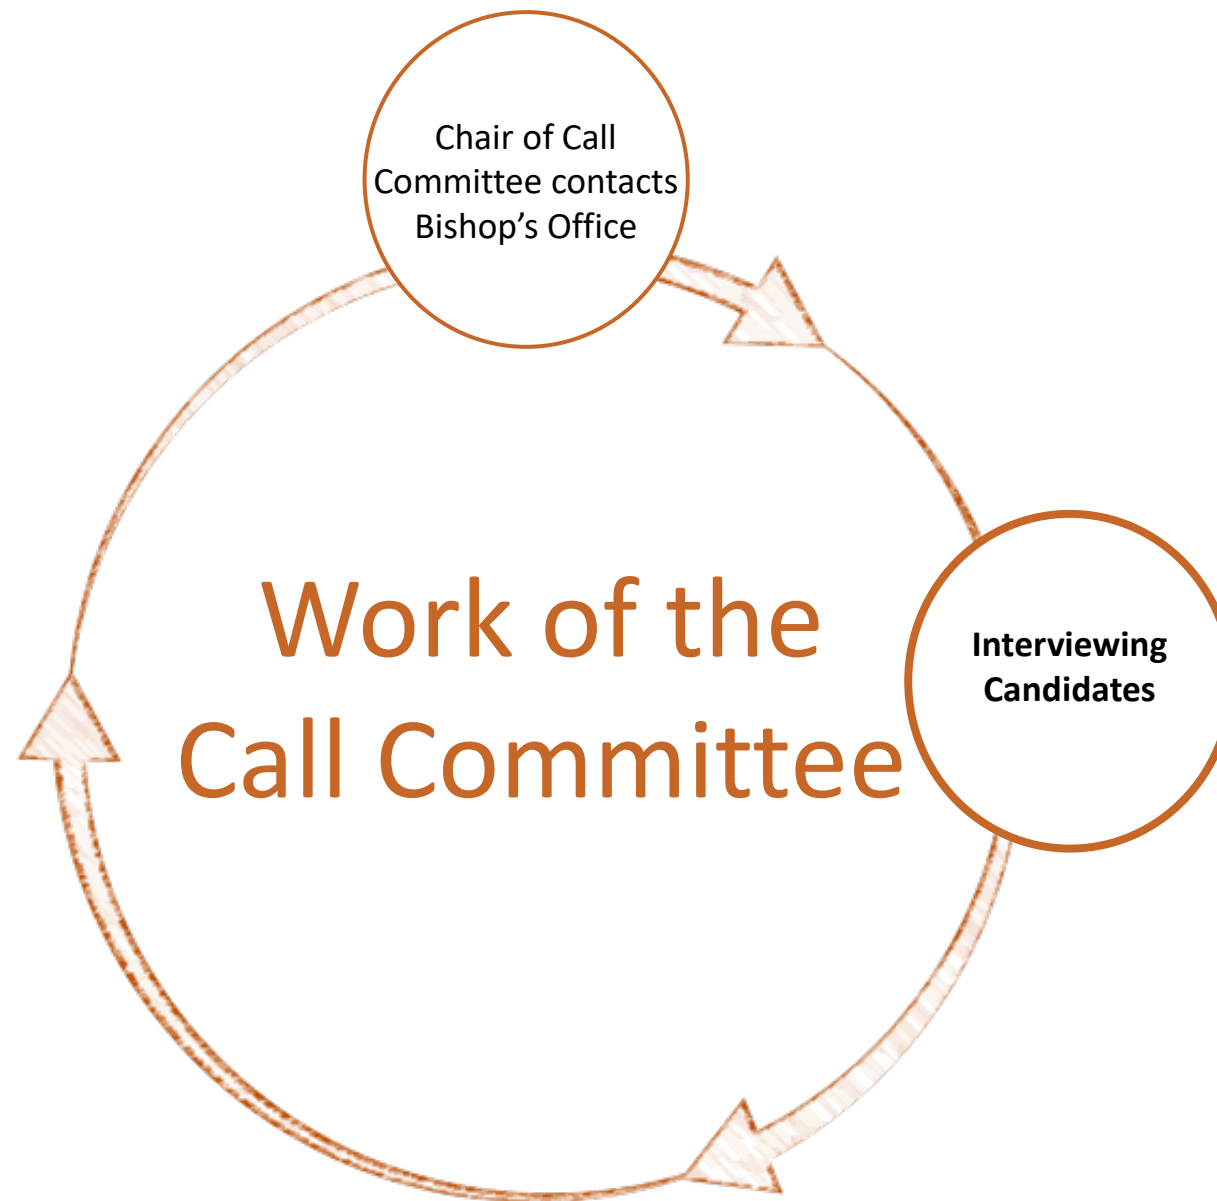 Chair of Call
Committee contacts
Bishop’s Office
Work of the
Call Committee
Interviewing
Candidates